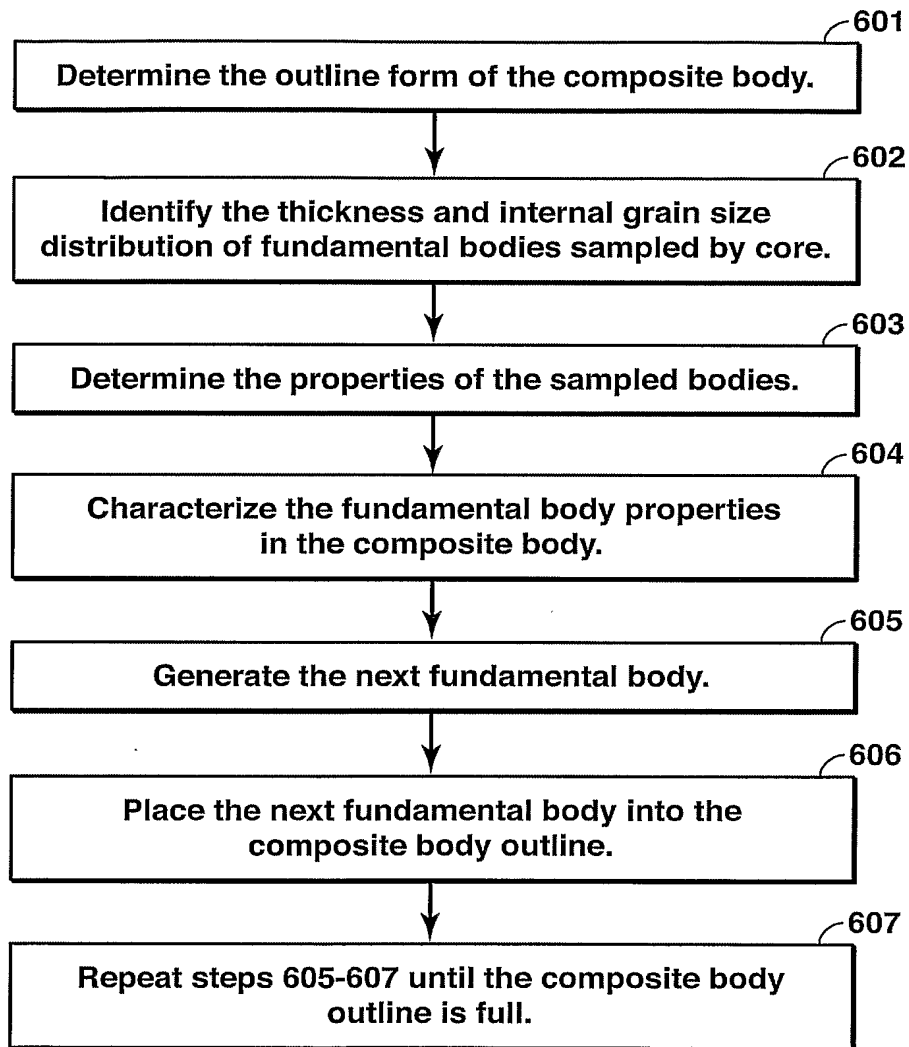 601
Determine the outline form of the composite body.
602
Identify the thickness and internal grain size
distribution of fundamental bodies sampled by core.
603
Determine the properties of the sampled bodies.
604
Characterize the fundamental body properties
in the composite body.
605
Generate the next fundamental body.
606
Place the next fundamental body into the
composite body outline.
607
Repeat steps 605-607 until the composite body
outline is full.